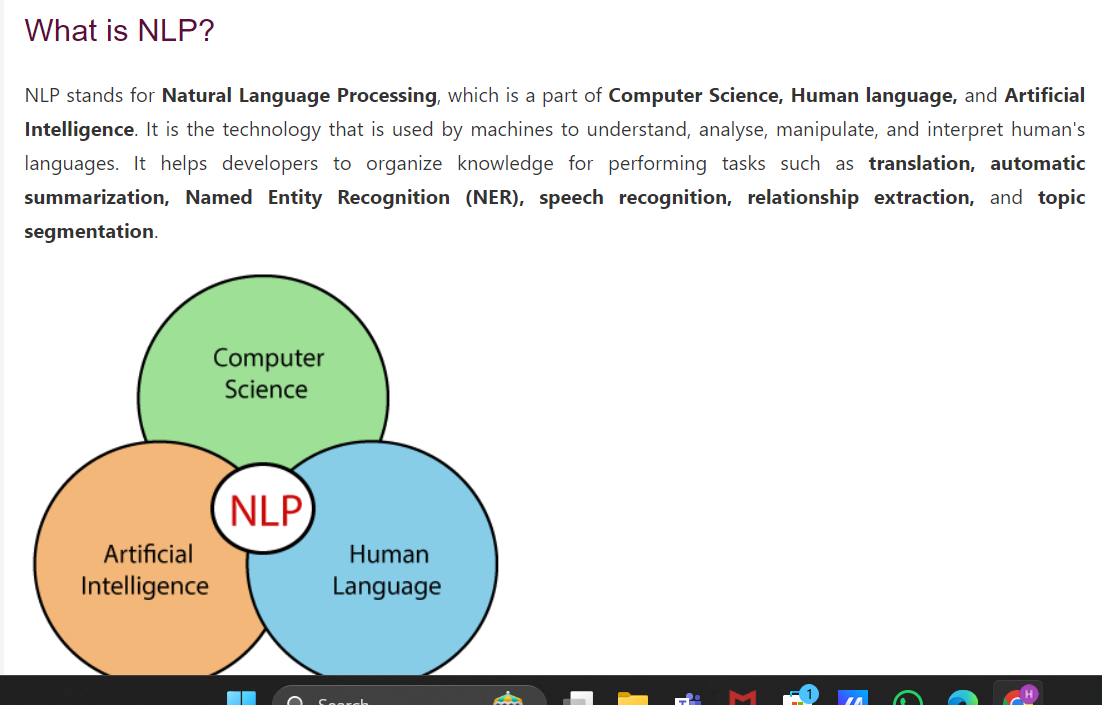 What is NLP?
NLP stands for Natural Language Processing, which is a part of Computer Science, Human language, and Artificial
Intelligence. It is the technology that is used by machines to understand, analyse, manipulate, and interpret human's
languages. It helps developers to organize knowledge for performing tasks such as translation, automatic
summarization, Named Entity Recognition (NER), speech recognition, relationship extraction, and topic
segmentation.
Computer
Science
NLP
Artificial
Intelligence
Human
Language
Search
1
H